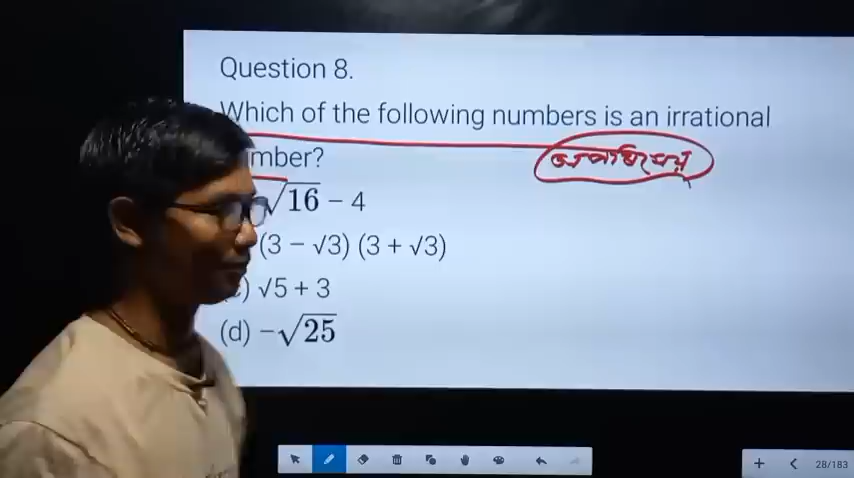 Question 8.
Which of the following numbers is an irrational
mber?
√16 − 4
(3 − √3) (3 + √3)
) √5 + 3
(d) −√25
28/183